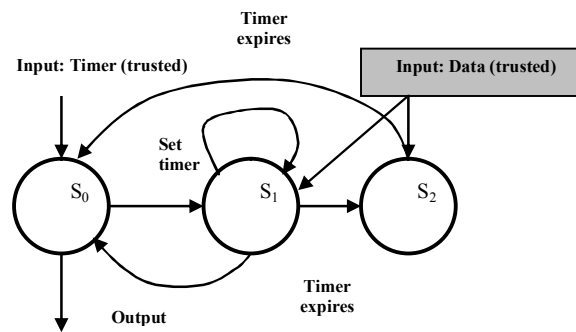 Timer
expires
Input: Timer (trusted)
Input: Data (trusted)
Set
timer
S0
S1
S2
Timer
expires
Output